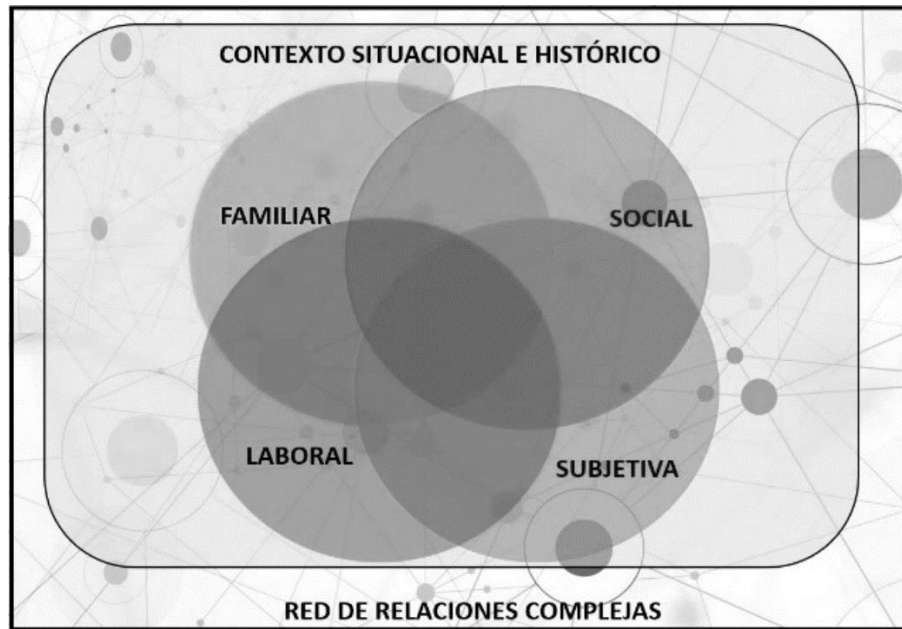 CONTEXTO SITUACIONAL E HISTÓRICO
FAMILIAR
SOCIAL
LABORAL
SUBJETIVA
RED DE RELACIONES COMPLEJAS